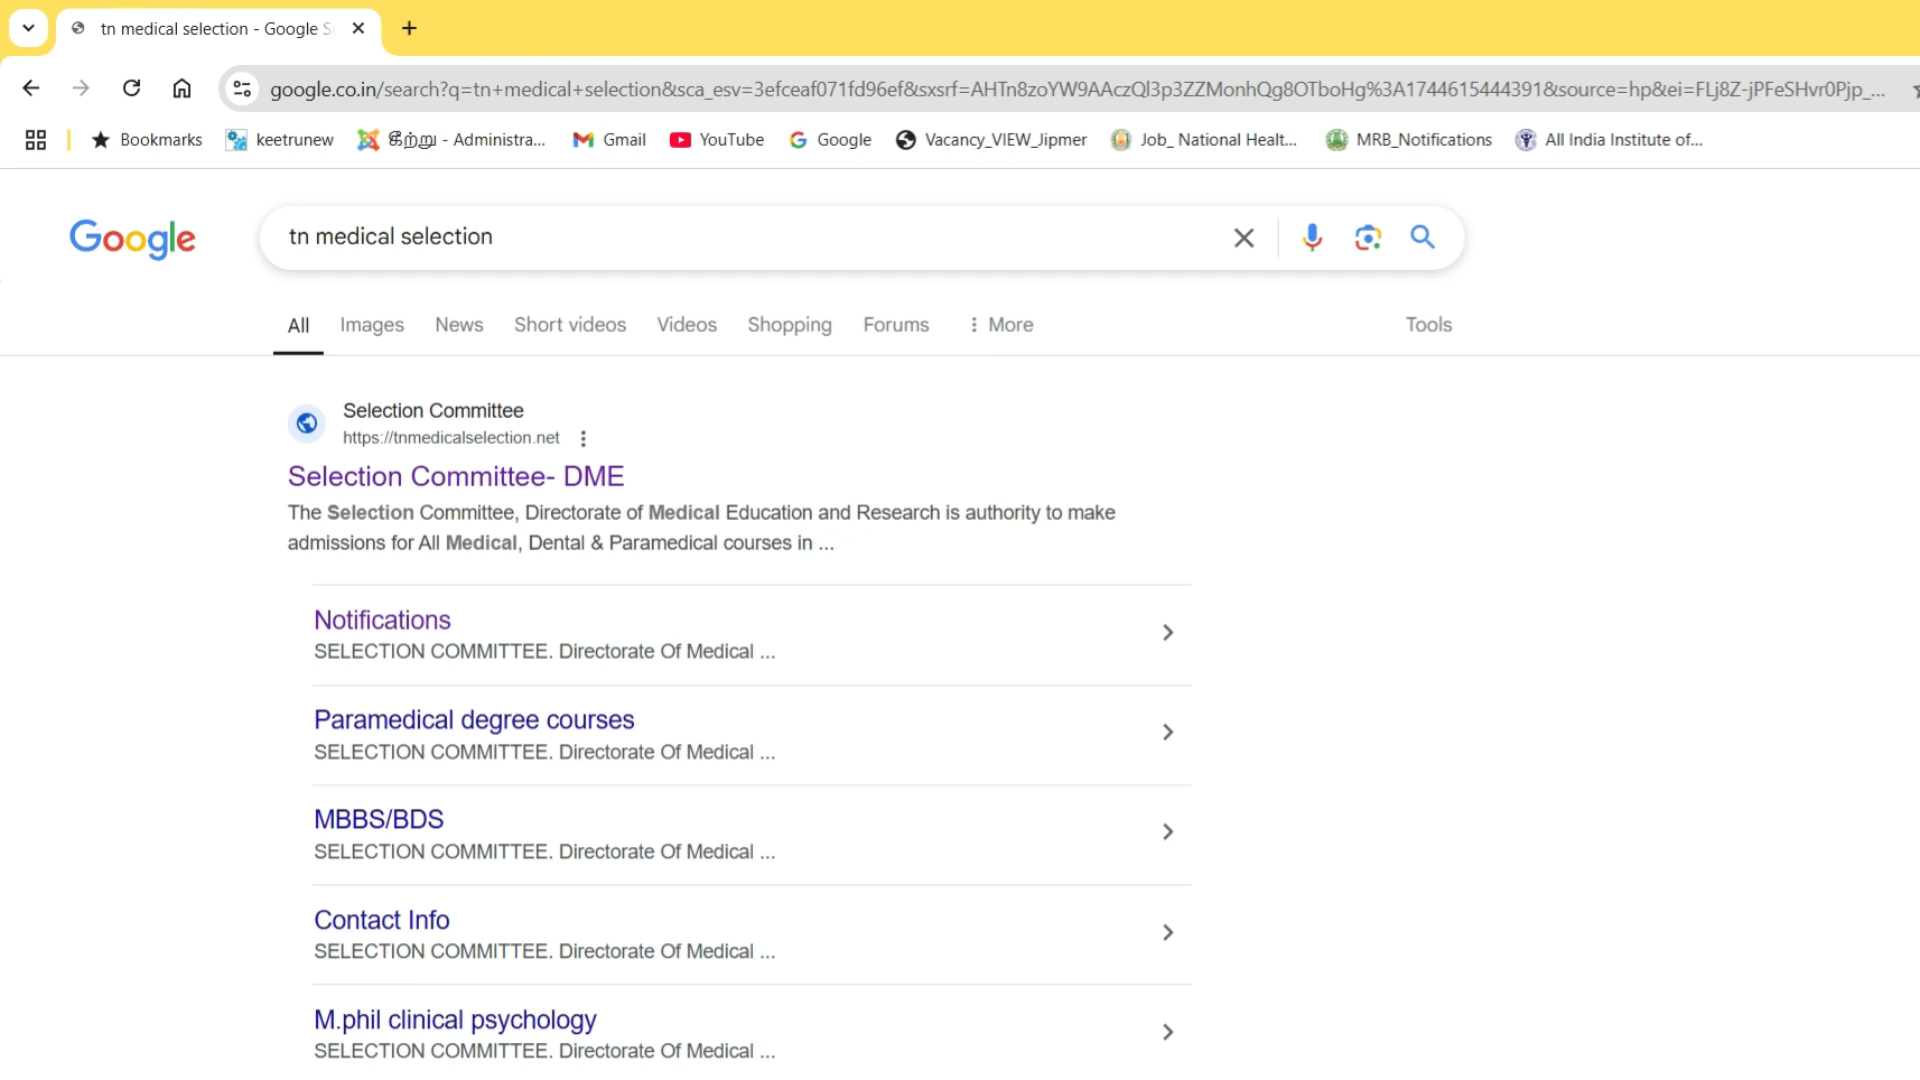 tn medical selection - Google S
google.co.in/search?q=tn+medical+selection&sca_esv=3efceaf071fd96ef&sxsrf=AHTn8zoYW9AAczQl3p3ZZMonhQg8OTboHg%3A1744615444391&source=hp&ei=FLj8Z-jPFeSHvr0Pjp_...
Bookmarks keetrunew கீற்று - Administra... Gmail YouTube Google Vacancy_VIEW_Jipmer Job_ National Healt... MRB_Notifications All India Institute of...
Google tn medical selection
All Images News Short videos Videos Shopping Forums More Tools
Selection Committee
https://tnmedicalselection.net
Selection Committee- DME
The Selection Committee, Directorate of Medical Education and Research is authority to make
admissions for All Medical, Dental & Paramedical courses in ...
Notifications
SELECTION COMMITTEE. Directorate Of Medical ...
Paramedical degree courses
SELECTION COMMITTEE. Directorate Of Medical ...
MBBS/BDS
SELECTION COMMITTEE. Directorate Of Medical ...
Contact Info
SELECTION COMMITTEE. Directorate Of Medical ...
M.phil clinical psychology
SELECTION COMMITTEE. Directorate Of Medical ...